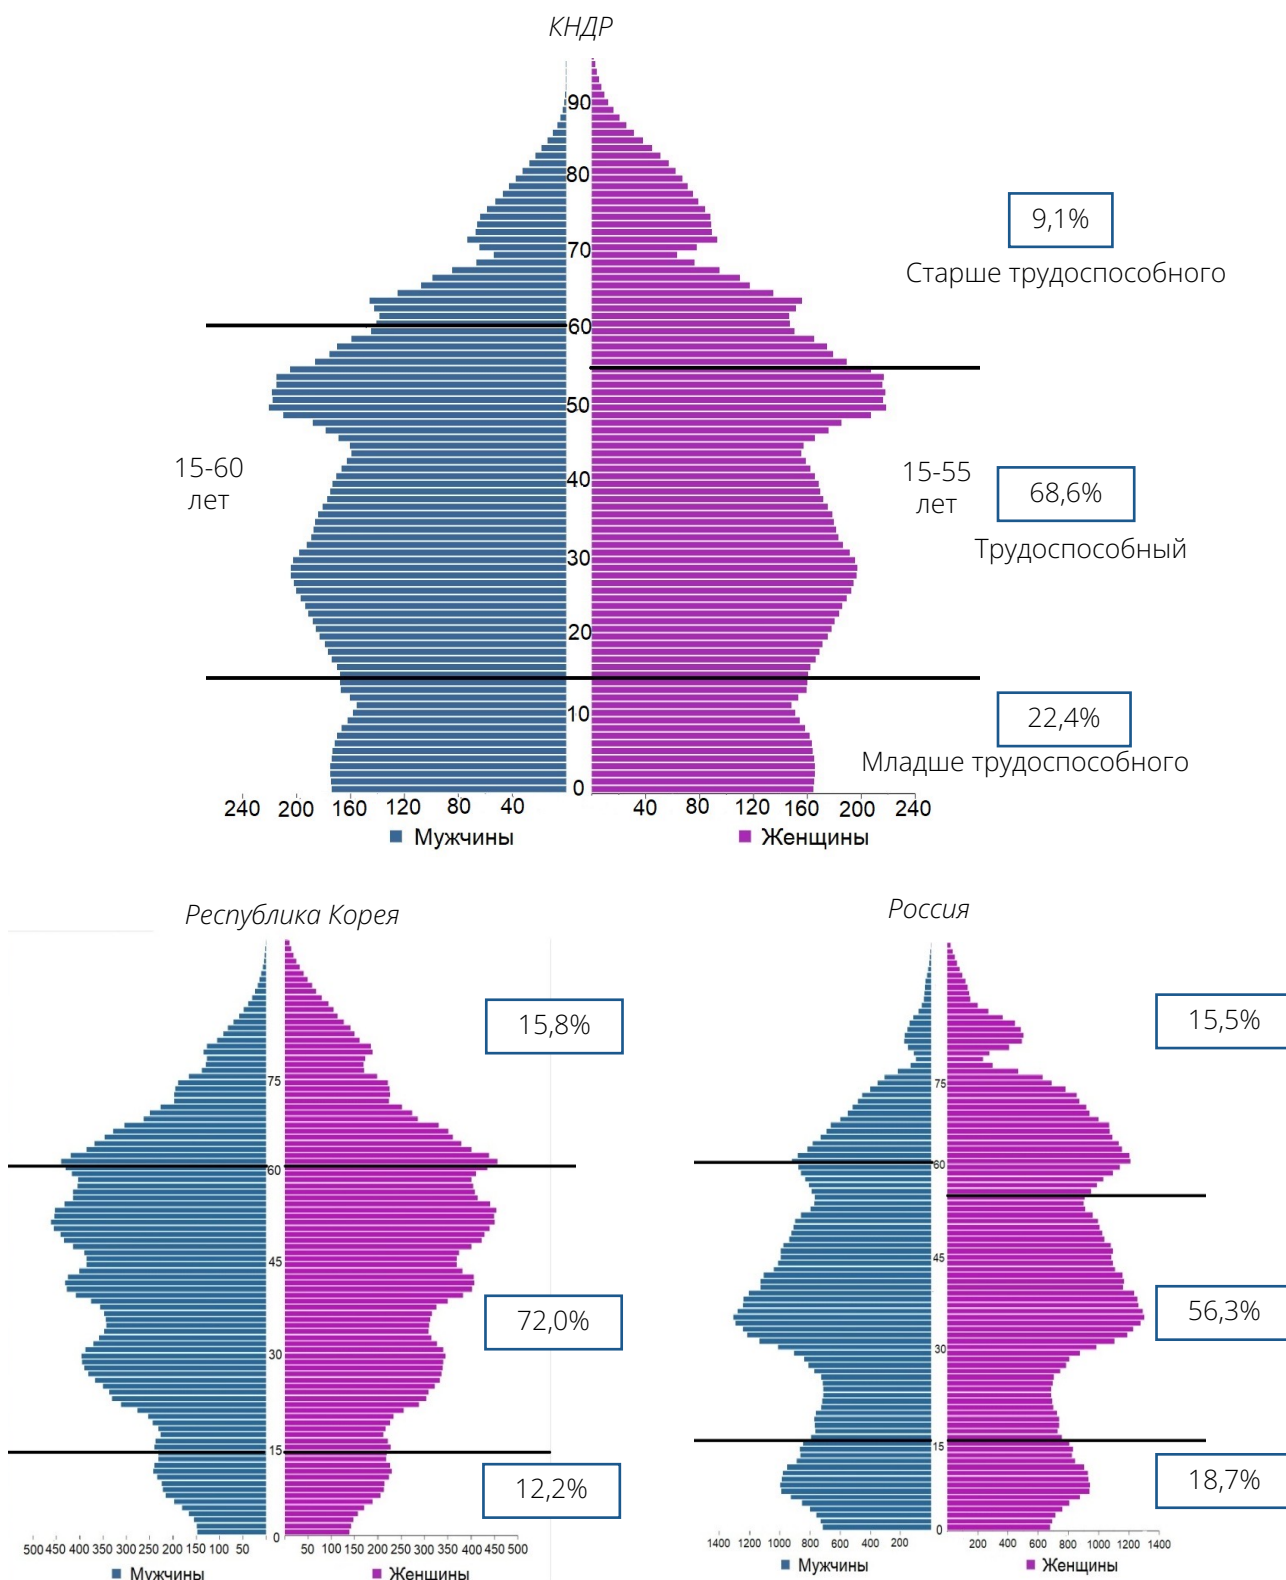 КНДР
90
80
70
60
50
40
30
20
10
0
9,1%
Старше трудоспособного
15-60
лет
15-55
лет
68,6%
Трудоспособный
22,4%
Младше трудоспособного
240 200 160 120 80 40
40 80 120 160 200 240
Мужчины
Женщины
Республика Корея
75
60
45
30
15
0
15,8%
72,0%
12,2%
500 450 400 350 300 250 200 150 100 50
50 100 150 200 250 300 350 400 450 500
Мужчины
Женщины
Россия
75
60
45
30
15
0
15,5%
56,3%
18,7%
1400 1200 1000 800 600 400 200
200 400 600 800 1000 1200 1400
Мужчины
Женщины